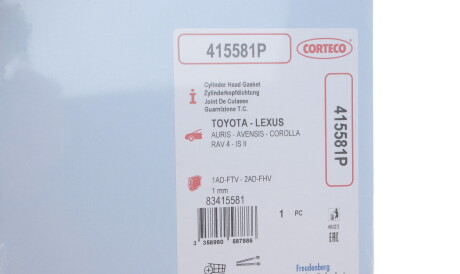 415581P
CORTECO
Cylinder Head Gasket
Zylinderkopfdichtung
Joint De Culasse
Guarnizione T.C.
TOYOTA - LEXUS
AURIS - AVENSIS - COROLLA
RAV 4 - IS II
415581P
1AD-FTV - 2AD-FHV
1 mm
83415581
1 PC
EAC
Freudenberg